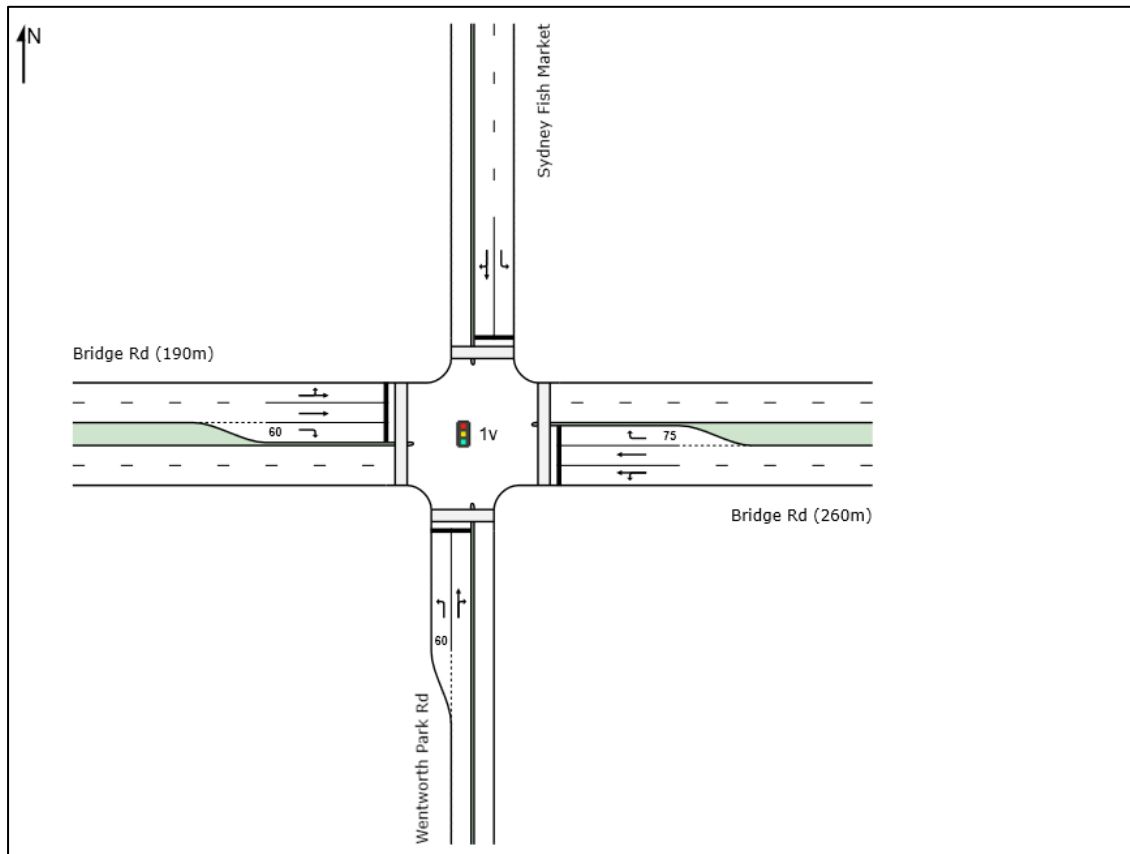 N
Sydney Fish Market
Bridge Rd (190m)
60
1v
75
Bridge Rd (260m)
60
Wentworth Park Rd